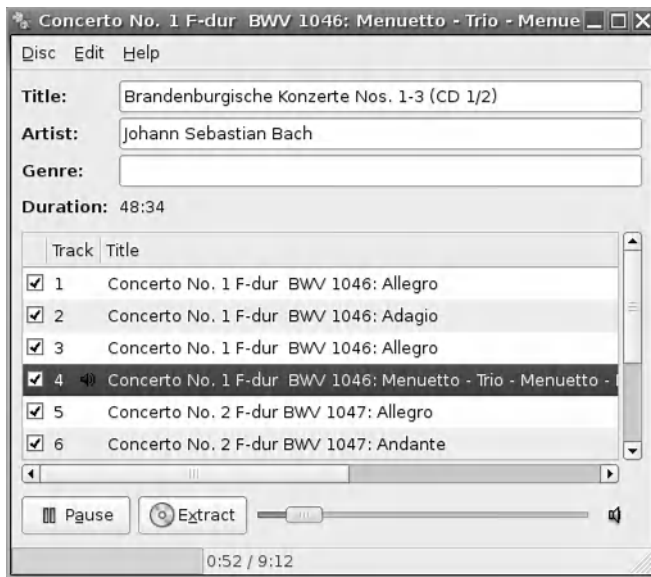 Concerto No. 1 F-dur  BWV 1046: Menuetto - Trio - Menue
Disc Edit Help
Title: Brandenburgische Konzerte Nos. 1-3 (CD 1/2)
Artist: Johann Sebastian Bach
Genre:
Duration: 48:34
Track Title
1 Concerto No. 1 F-dur  BWV 1046: Allegro
2 Concerto No. 1 F-dur  BWV 1046: Adagio
3 Concerto No. 1 F-dur  BWV 1046: Allegro
4 Concerto No. 1 F-dur  BWV 1046: Menuetto - Trio - Menuetto -
5 Concerto No. 2 F-dur BWV 1047: Allegro
6 Concerto No. 2 F-dur BWV 1047: Andante
Pause Extract
0:52 / 9:12